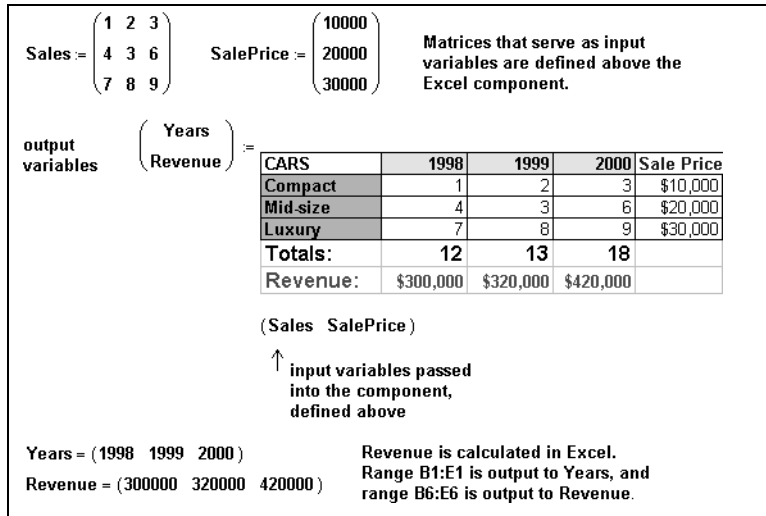 Sales := (1 2 3
4 3 6
7 8 9)
SalePrice := (10000
20000
30000)
Matrices that serve as input
variables are defined above the
Excel component.
output
variables
(Years
Revenue) :=
CARS 1998 1999 2000 Sale Price
Compact 1 2 3 $10,000
Mid-size 4 3 6 $20,000
Luxury 7 8 9 $30,000
Totals: 12 13 18
Revenue: $300,000 $320,000 $420,000
(Sales SalePrice)
↑ input variables passed
into the component,
defined above
Years = (1998 1999 2000)
Revenue = (300000 320000 420000)
Revenue is calculated in Excel.
Range B1:E1 is output to Years, and
range B6:E6 is output to Revenue.